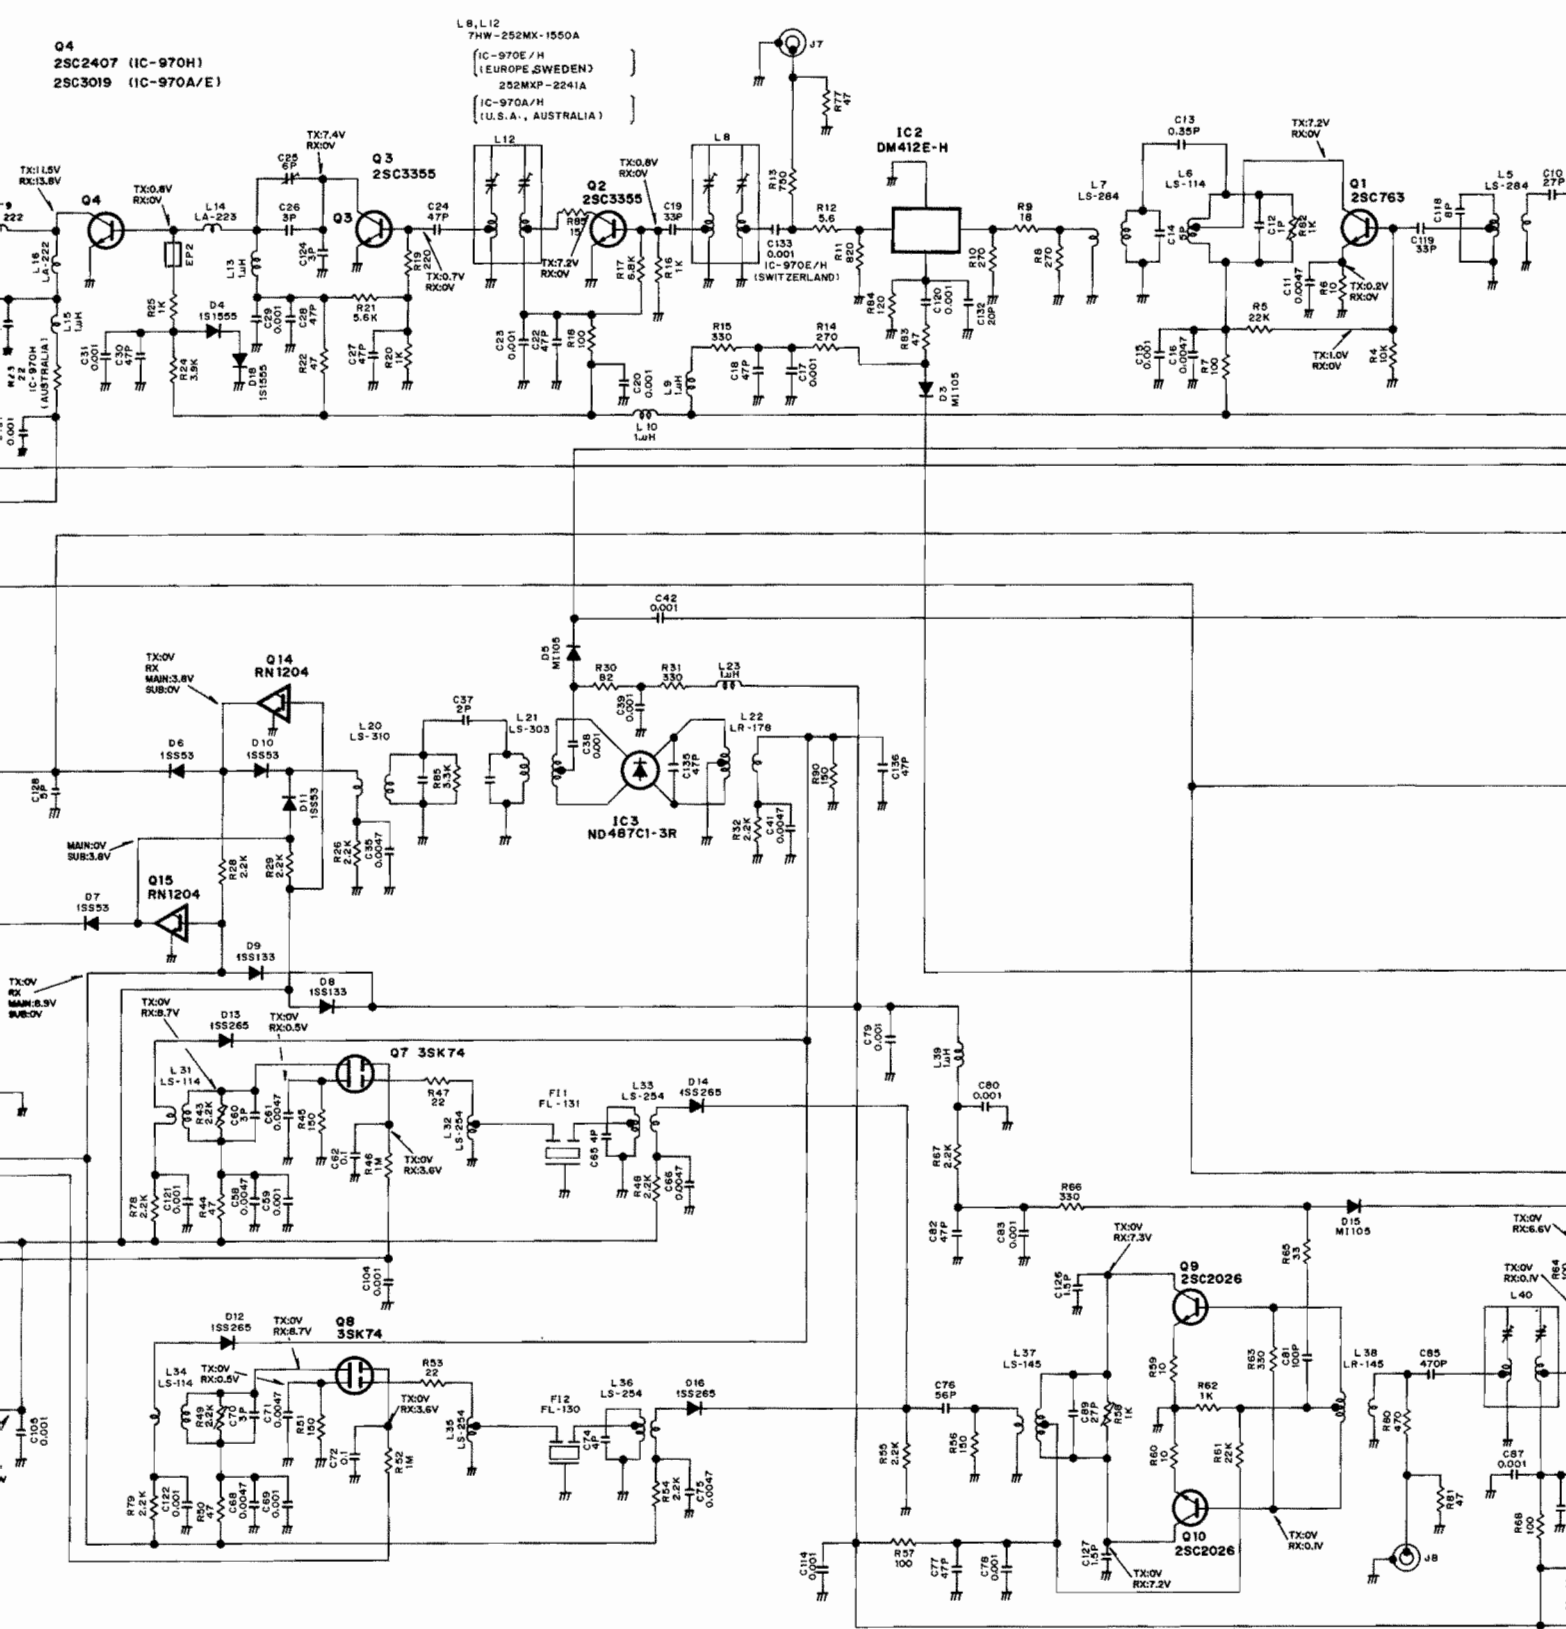 Q4
2SC2407 (IC-970H)
2SC3019 (IC-970A/E)
L8,L12
7HW-252MX-1550A
IC-970E/H
(EUROPE,SWEDEN)
252MXP-2241A
IC-970A/H
(U.S.A., AUSTRALIA)
J7
R77
47
TX:11.5V
RX:13.8V
Q4
TX:0.8V
RX:0V
L14
LA-223
C25
6P
C26
3P
TX:7.4V
RX:0V
Q3
2SC3355
Q3
C24
47P
L12
R85
15
Q2
2SC3355
TX:0.8V
RX:0V
C19
33P
L8
R13
750
C133
0.001
IC-970E/H
(SWITZERLAND)
R12
5.6
IC2
DM412E-H
R9
18
L7
LS-284
C13
0.35P
L6
LS-114
TX:7.2V
RX:0V
Q1
2SC763
L5
LS-284
C10
27P
222
L16
LA-222
EP2
L13
1uH
C124
3P
R19
220
TX:0.7V
RX:0V
TX:7.2V
RX:0V
R17
6.8K
R16
1K
R11
820
R10
270
R8
270
C14
5P
C12
1P
R82
1K
C11
0.0047
R6
10
TX:0.2V
RX:0V
C119
33P
C118
8P
R25
1K
D4
1S1555
D18
1S1555
C29
0.001
C28
47P
R21
5.6K
R22
47
C27
47P
R20
1K
C23
0.001
C22
47P
R18
100
C20
0.001
L9
1uH
L10
1uH
R15
330
C18
47P
C17
0.001
R14
270
R84
120
R83
47
C120
0.001
C132
20P
D3
MI105
C15
0.001
C16
0.0047
R7
100
R5
22K
TX:1.0V
RX:0V
R4
10K
L15
1uH
R23
22
IC-970H
(AUSTRALIA)
0.001
C31
0.001
C30
47P
R24
3.9K
C42
0.001
D5
MI105
R30
82
R31
330
L23
1uH
C39
0.001
TX:0V
RX
MAIN:3.8V
SUB:0V
Q14
RN1204
D6
1SS53
D10
1SS53
D11
1SS53
C128
5P
L20
LS-310
C37
2P
R85
3.3K
L21
LS-303
C38
0.001
IC3
ND487C1-3R
C135
47P
L22
LR-178
R32
2.2K
C41
0.0047
R90
150
C136
47P
MAIN:0V
SUB:3.8V
R28
2.2K
R29
2.2K
R26
2.2K
C35
0.0047
D7
1SS53
Q15
RN1204
D9
1SS133
D8
1SS133
TX:0V
RX
MAIN:8.9V
SUB:0V
TX:0V
RX:8.7V
D13
1SS265
TX:0V
RX:0.5V
Q7 3SK74
L31
LS-114
R43
2.2K
C60
3P
C61
0.0047
R45
150
R47
22
L32
LS-254
C62
0.1
R46
1M
TX:0V
RX:3.6V
FI1
FL-131
L33
LS-254
C65 4P
D14
1SS265
R48
2.2K
C66
0.0047
R78
2.2K
C121
0.001
R44
47
C58
0.0047
C59
0.001
C104
0.001
C79
0.001
L39
1uH
C80
0.001
R67
2.2K
R66
330
C82
47P
C83
0.001
TX:0V
RX:7.3V
R65
33
D15
MI105
TX:0V
RX:6.6V
TX:0V
RX:0.1V
R64
100
L40
D12
1SS265
TX:0V
RX:8.7V
Q8
3SK74
L34
LS-114
TX:0V
RX:0.5V
R49
2.2K
C70
3P
C71
0.0047
R51
150
R53
22
TX:0V
RX:3.6V
C72
0.1
R52
1M
L35
LS-254
FI2
FL-130
L36
LS-254
C74
4P
D16
1SS265
R54
2.2K
C75
0.0047
R79
2.2K
C122
0.001
R50
47
C68
0.0047
C69
0.001
C105
0.001
R55
2.2K
C76
56P
R56
150
L37
LS-145
C126
1.5P
C89
27P
R58
1K
Q9
2SC2026
R59
10
R62
1K
R60
10
R61
22K
R63
330
C81
100P
L38
LR-145
C85
470P
R80
470
R81
47
C87
0.001
R68
100
J8
Q10
2SC2026
TX:0V
RX:0.1V
C127
1.5P
TX:0V
RX:7.2V
C114
0.001
R57
100
C77
47P
C78
0.001